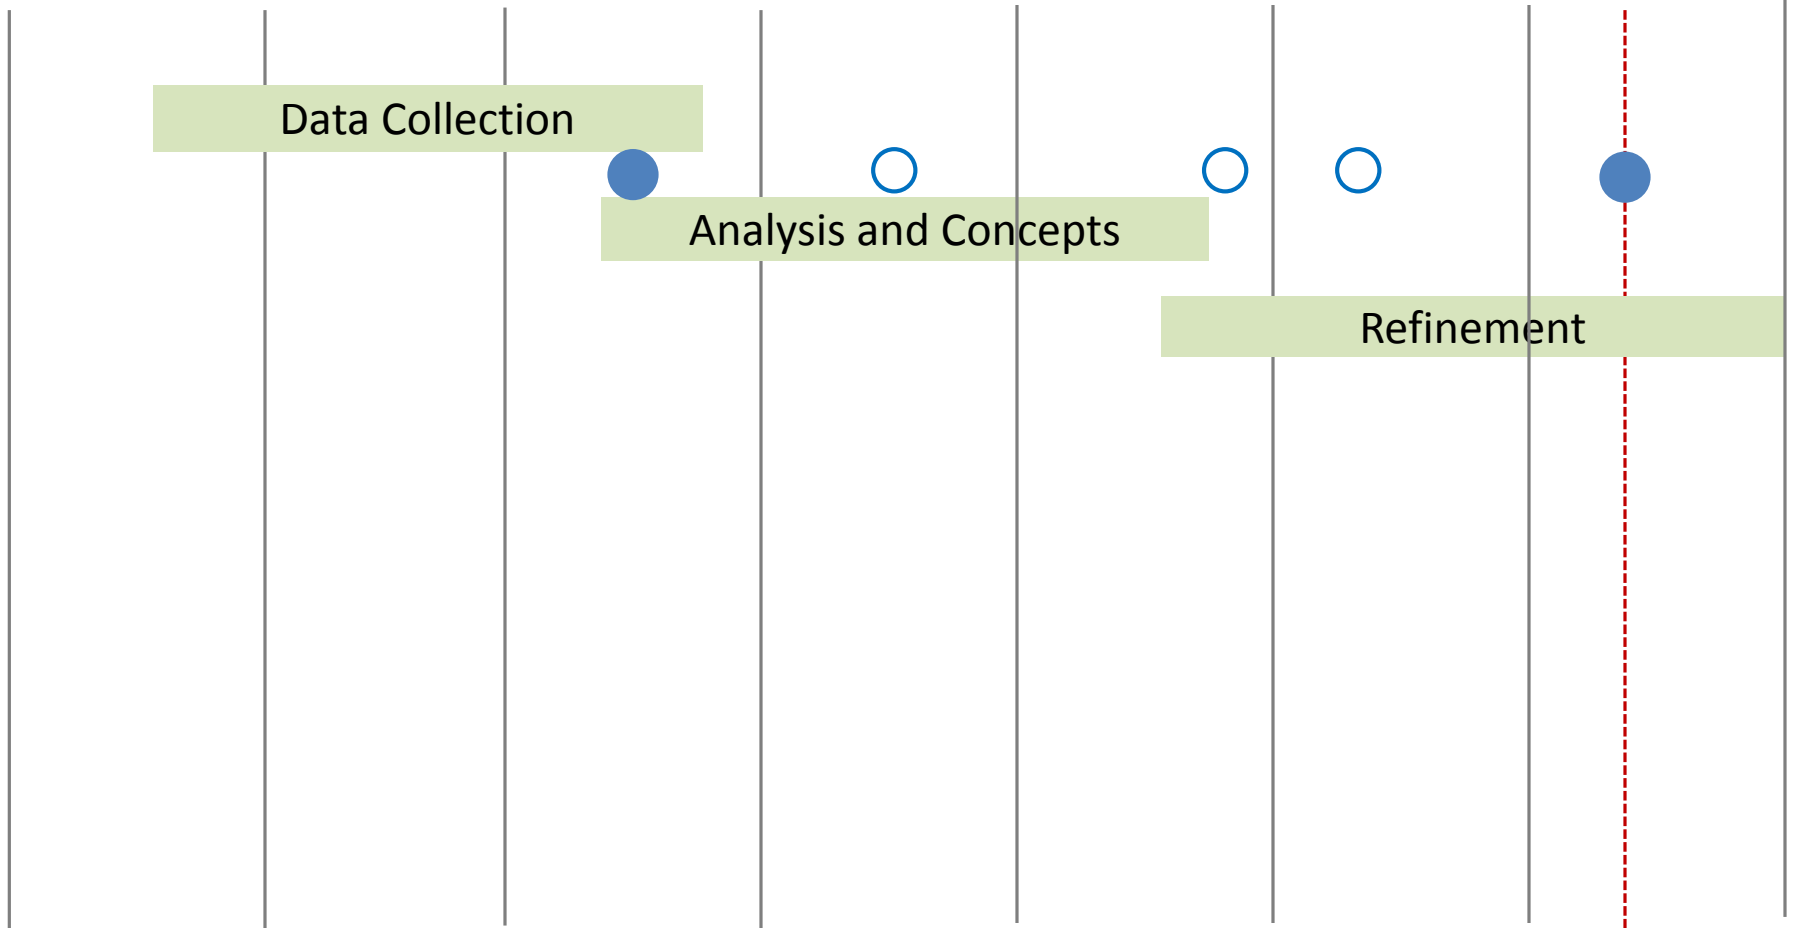 Data Collection
Analysis and Concepts
Refinement